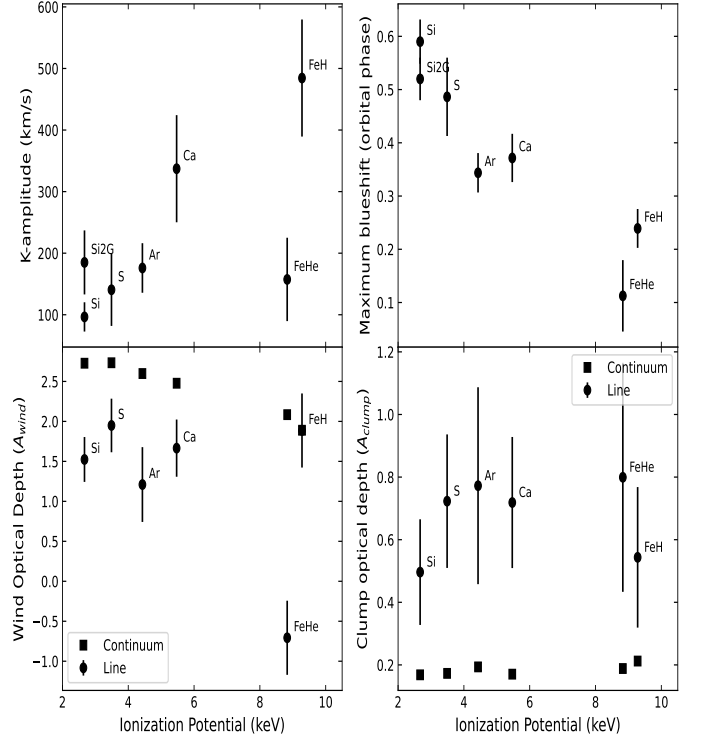 K-amplitude (km/s)
600
500
400
300
200
100
Si2G
Si
S
Ar
Ca
FeHe
FeH
Maximum blueshift (orbital phase)
0.6
0.5
0.4
0.3
0.2
0.1
Si
Si2G
S
Ar
Ca
FeH
FeHe
Wind Optical Depth (A_wind)
2.5
2.0
1.5
1.0
0.5
0.0
−0.5
−1.0
Si
S
Ar
Ca
FeH
FeHe
Continuum
Line
2 4 6 8 10
Ionization Potential (keV)
Clump optical depth (A_clump)
1.2
1.0
0.8
0.6
0.4
0.2
Continuum
Line
Si
S
Ar
Ca
FeHe
FeH
2 4 6 8 10
Ionization Potential (keV)